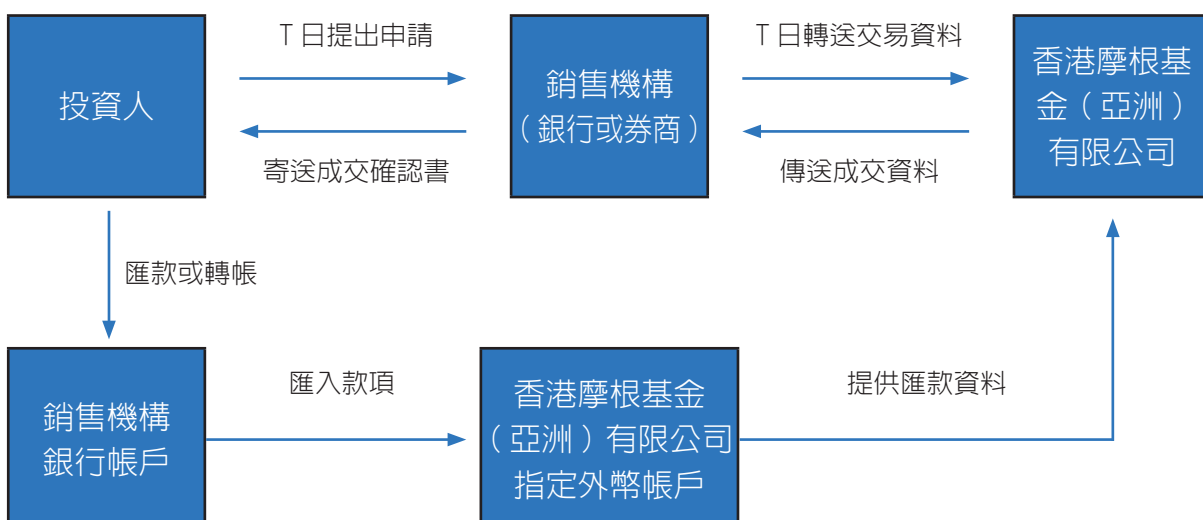 T日提出申請
T日轉送交易資料
投資人
銷售機構
（銀行或券商）
香港摩根基
金（亞洲）
有限公司
寄送成交確認書
傳送成交資料
匯款或轉帳
銷售機構
銀行帳戶
匯入款項
香港摩根基金
（亞洲）有限公司
指定外幣帳戶
提供匯款資料